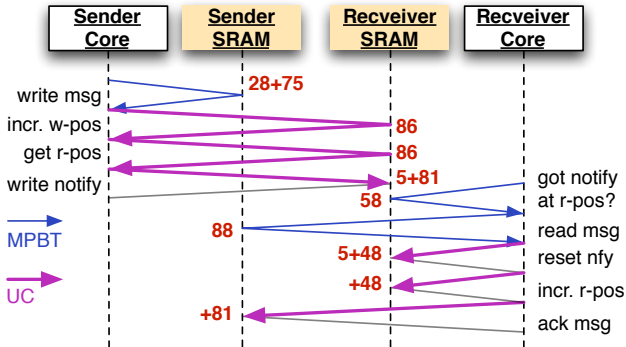 Sender
Core
Sender
SRAM
Recveiver
SRAM
Recveiver
Core
28+75
write msg
incr. w-pos
86
get r-pos
86
write notify
5+81
got notify
58
at r-pos?
MPBT
88
read msg
5+48
reset nfy
UC
+48
incr. r-pos
+81
ack msg